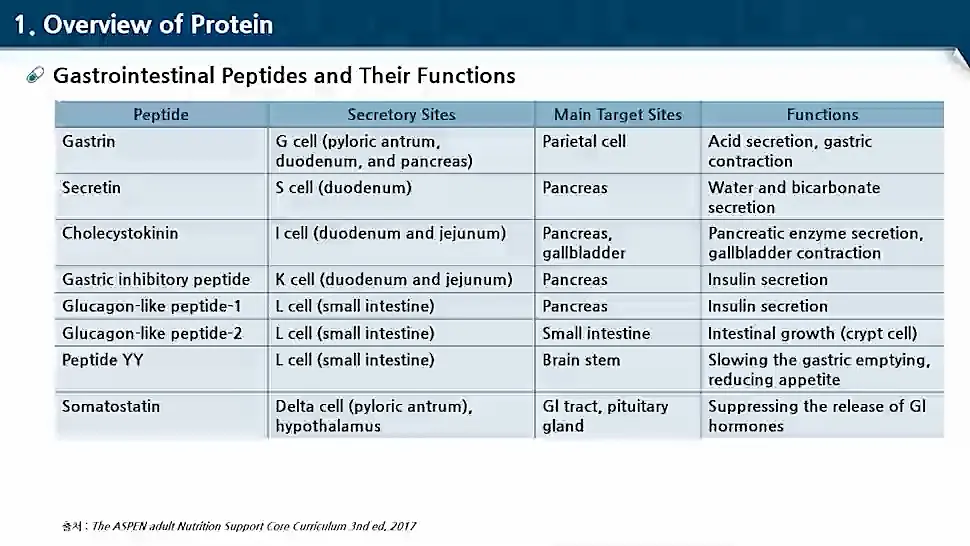 1. Overview of Protein
Gastrointestinal Peptides and Their Functions
Peptide Secretory Sites Main Target Sites Functions
Gastrin G cell (pyloric antrum, Parietal cell Acid secretion, gastric
duodenum, and pancreas) contraction
Secretin S cell (duodenum) Pancreas Water and bicarbonate
secretion
Cholecystokinin I cell (duodenum and jejunum) Pancreas, Pancreatic enzyme secretion,
gallbladder gallbladder contraction
Gastric inhibitory peptide K cell (duodenum and jejunum) Pancreas Insulin secretion
Glucagon-like peptide-1 L cell (small intestine) Pancreas Insulin secretion
Glucagon-like peptide-2 L cell (small intestine) Small intestine Intestinal growth (crypt cell)
Peptide YY L cell (small intestine) Brain stem Slowing the gastric emptying,
reducing appetite
Somatostatin Delta cell (pyloric antrum), GI tract, pituitary Suppressing the release of GI
hypothalamus gland hormones
출처 : The ASPEN adult Nutrition Support Core Curriculum 3nd ed, 2017